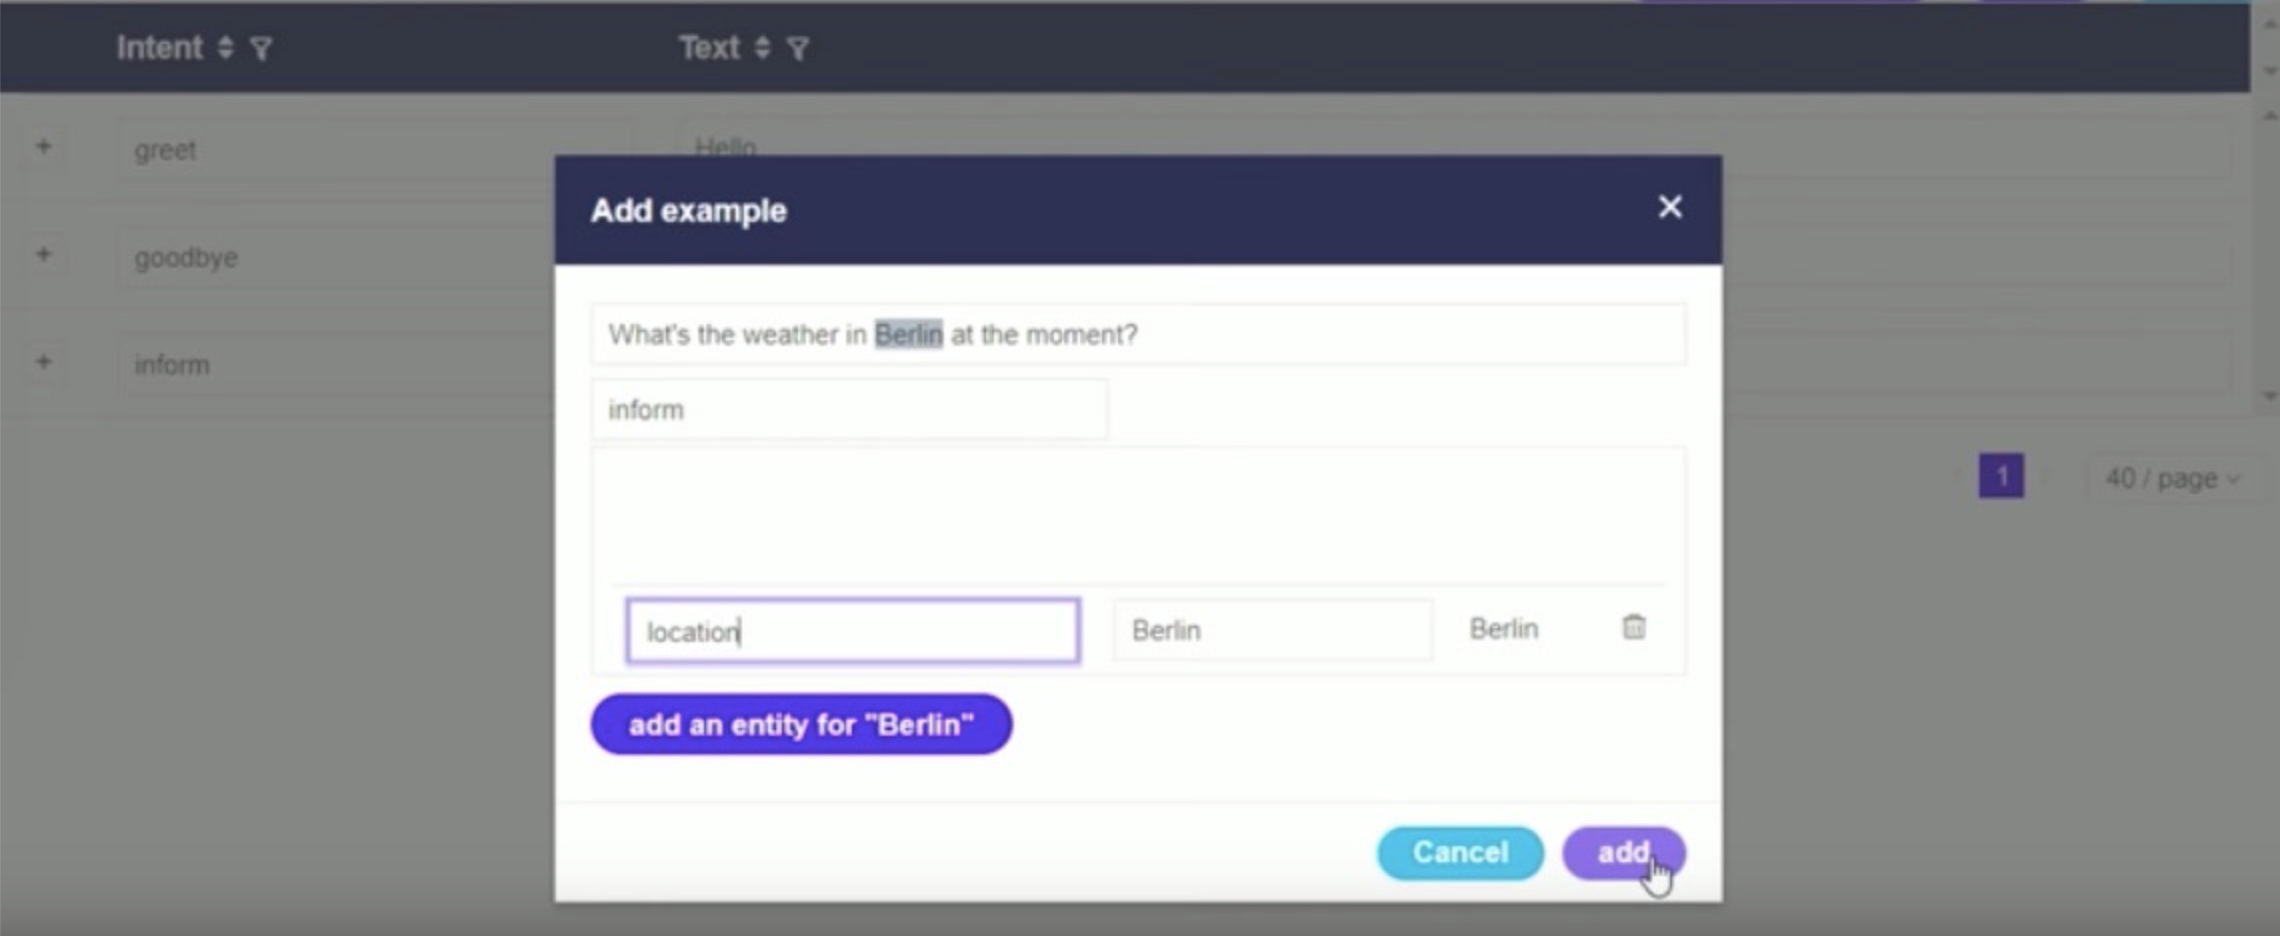 Intent Text
greet Hello
goodbye
inform
Add example
What's the weather in Berlin at the moment?
inform
location Berlin Berlin
add an entity for "Berlin"
Cancel add
1 40 / page